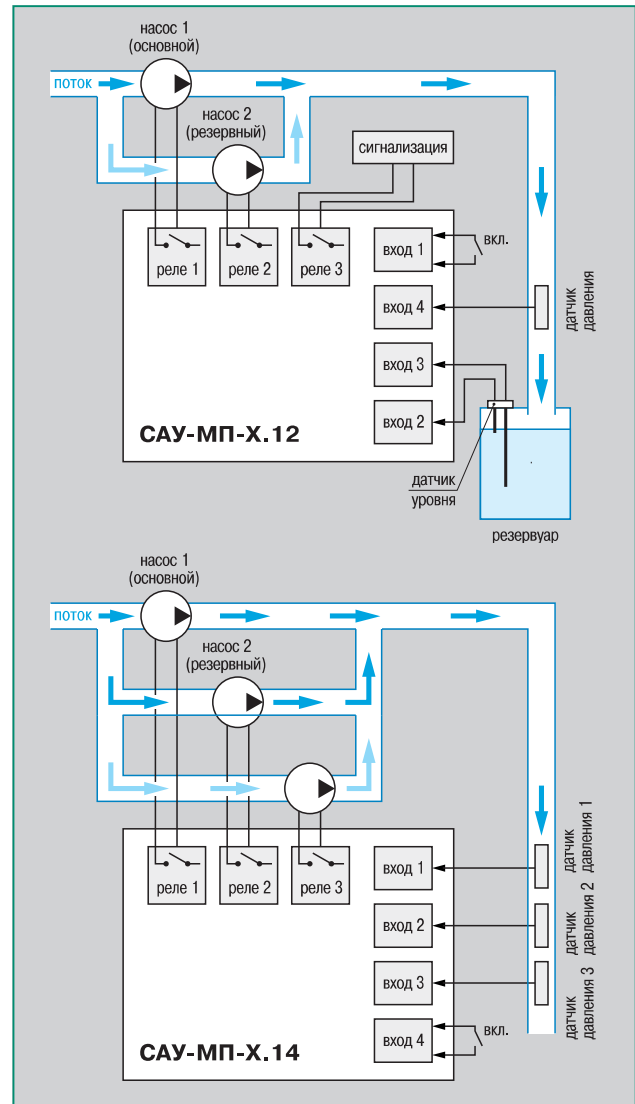 насос 1
(основной)
поток
насос 2
(резервный)
сигнализация
реле 1
реле 2
реле 3
вход 1
вкл.
вход 4
датчик
давления
вход 3
вход 2
САУ-МП-Х.12
датчик
уровня
резервуар
насос 1
(основной)
поток
насос 2
(резервный)
реле 1
реле 2
реле 3
вход 1
датчик
давления 1
вход 2
датчик
давления 2
вход 3
датчик
давления 3
вход 4
вкл.
САУ-МП-Х.14